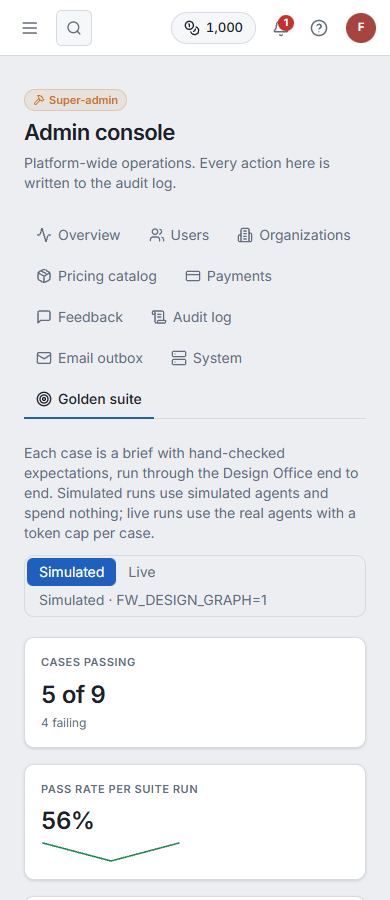 1,000
1
F
Super-admin
Admin console
Platform-wide operations. Every action here is
written to the audit log.
Overview
Users
Organizations
Pricing catalog
Payments
Feedback
Audit log
Email outbox
System
Golden suite
Each case is a brief with hand-checked
expectations, run through the Design Office end to
end. Simulated runs use simulated agents and
spend nothing; live runs use the real agents with a
token cap per case.
Simulated
Live
Simulated · FW_DESIGN_GRAPH=1
CASES PASSING
5 of 9
4 failing
PASS RATE PER SUITE RUN
56%